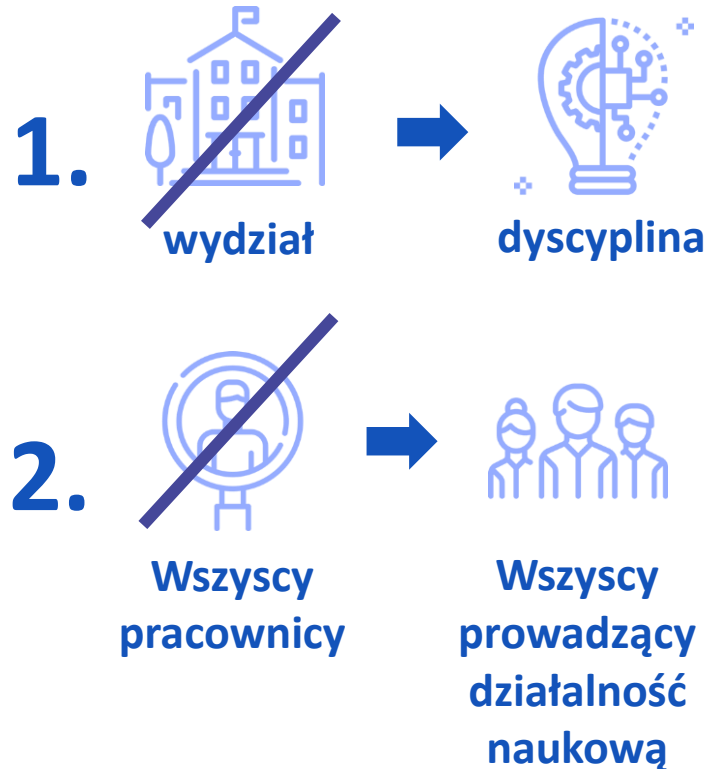 1.
wydział
dyscyplina
2.
Wszyscy
pracownicy
Wszyscy
prowadzący
działalność
naukową